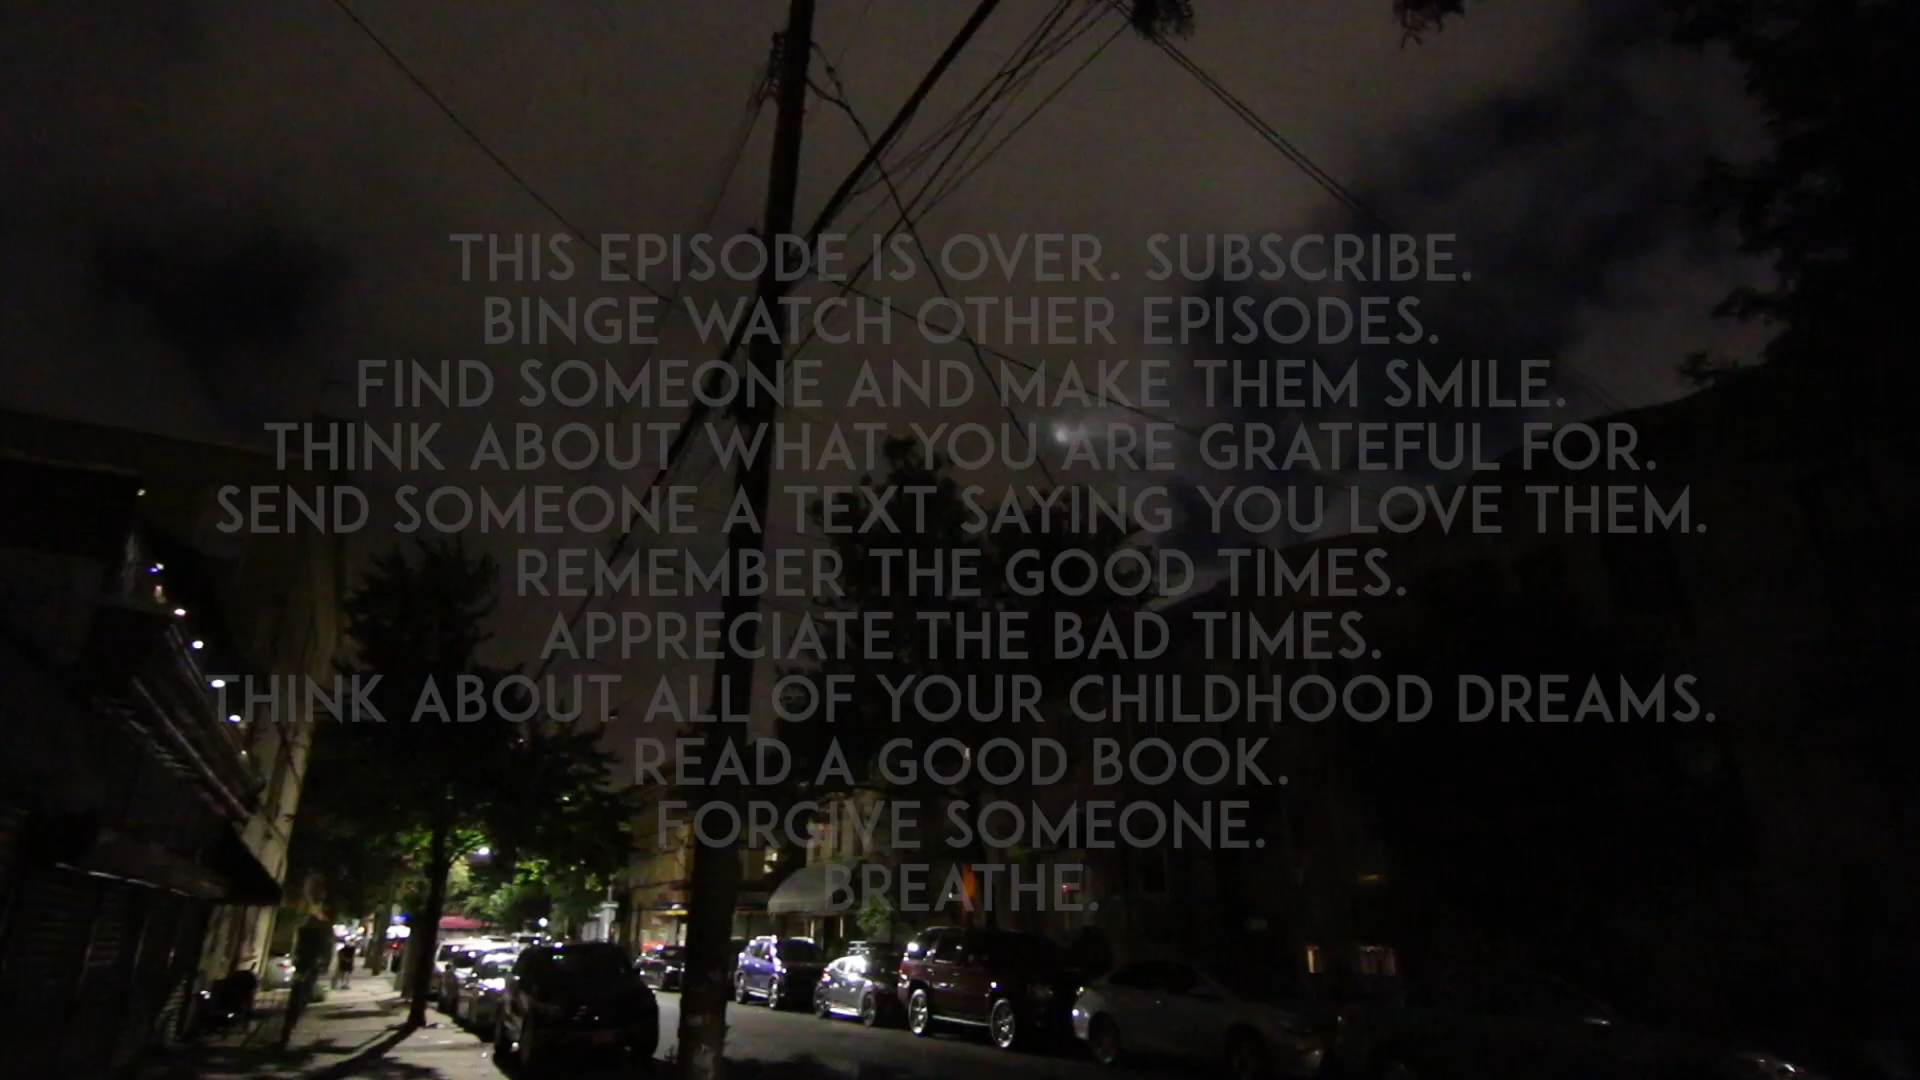 THIS EPISODE IS OVER. SUBSCRIBE.
BINGE WATCH OTHER EPISODES.
FIND SOMEONE AND MAKE THEM SMILE.
THINK ABOUT WHAT YOU ARE GRATEFUL FOR.
SEND SOMEONE A TEXT SAYING YOU LOVE THEM.
REMEMBER THE GOOD TIMES.
APPRECIATE THE BAD TIMES.
THINK ABOUT ALL OF YOUR CHILDHOOD DREAMS.
READ A GOOD BOOK.
FORGIVE SOMEONE.
BREATHE.